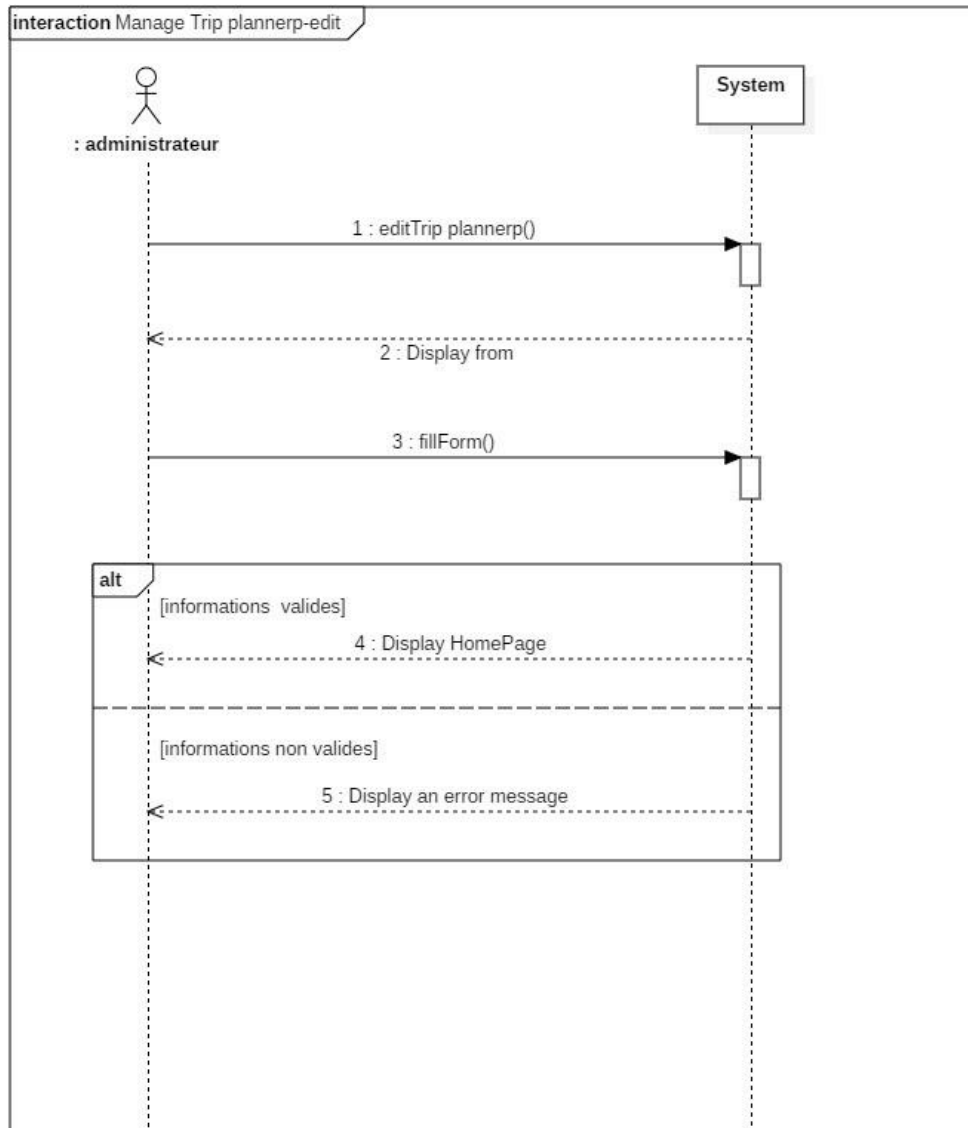 interaction Manage Trip plannerp-edit
System
: administrateur
1 : editTrip plannerp()
2 : Display from
3 : fillForm()
alt
[informations  valides]
4 : Display HomePage
[informations non valides]
5 : Display an error message